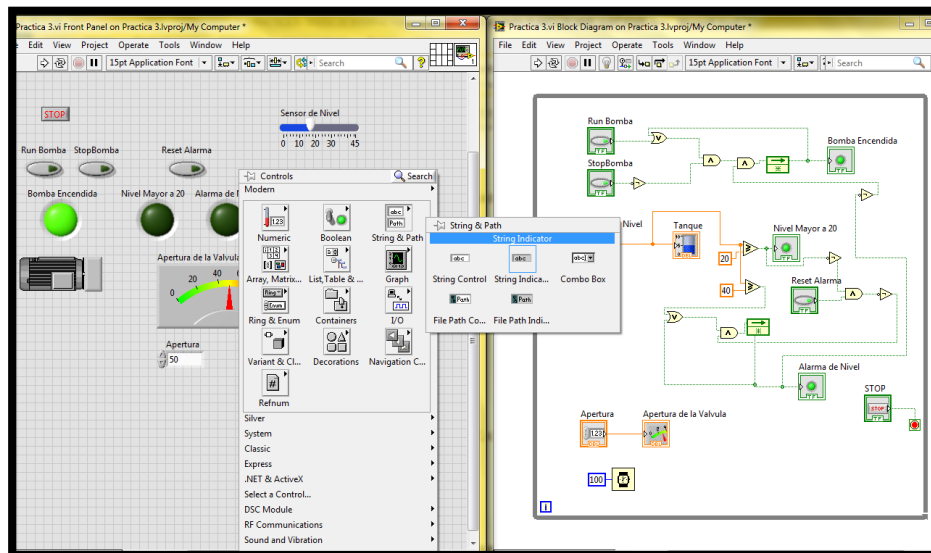 Practica 3.vi Front Panel on Practica 3.lvproj/My Computer *
Edit View Project Operate Tools Window Help
15pt Application Font
Search
STOP
Sensor de Nivel
0 10 20 30 45
Run Bomba
StopBomba
Reset Alarma
Bomba Encendida
Nivel Mayor a 20
Alarma de
Apertura de la Valvula
0 20 40
Apertura
50
Controls
Search
Modern
Numeric
Boolean
String & Path
Array, Matrix...
List, Table & ...
Graph
Ring & Enum
Containers
I/O
Variant & Cl...
Decorations
Navigation C...
Refnum
Silver
System
Classic
Express
.NET & ActiveX
Select a Control...
DSC Module
RF Communications
Sound and Vibration
String & Path
String Indicator
String Control
String Indica...
Combo Box
File Path Co...
File Path Indi...
Practica 3.vi Block Diagram on Practica 3.lvproj/My Computer *
File Edit View Project Operate Tools Window Help
15pt Application Font
Search
Run Bomba
StopBomba
Bomba Encendida
Nivel
Tanque
Nivel Mayor a 20
20
40
Reset Alarma
Alarma de Nivel
STOP
STOP
Apertura
Apertura de la Valvula
100
i